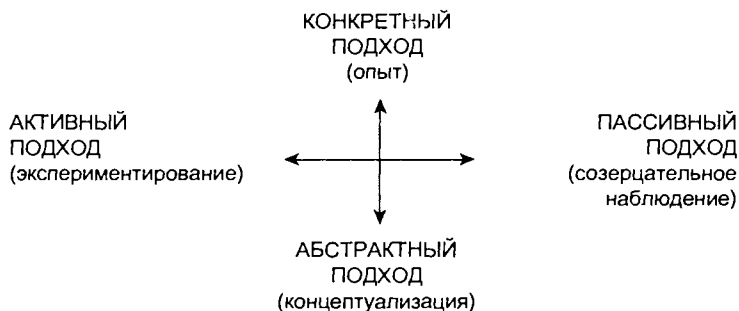 КОНКРЕТНЫЙ
ПОДХОД
(опыт)
АКТИВНЫЙ
ПОДХОД
(экспериментирование)
ПАССИВНЫЙ
ПОДХОД
(созерцательное
наблюдение)
АБСТРАКТНЫЙ
ПОДХОД
(концептуализация)